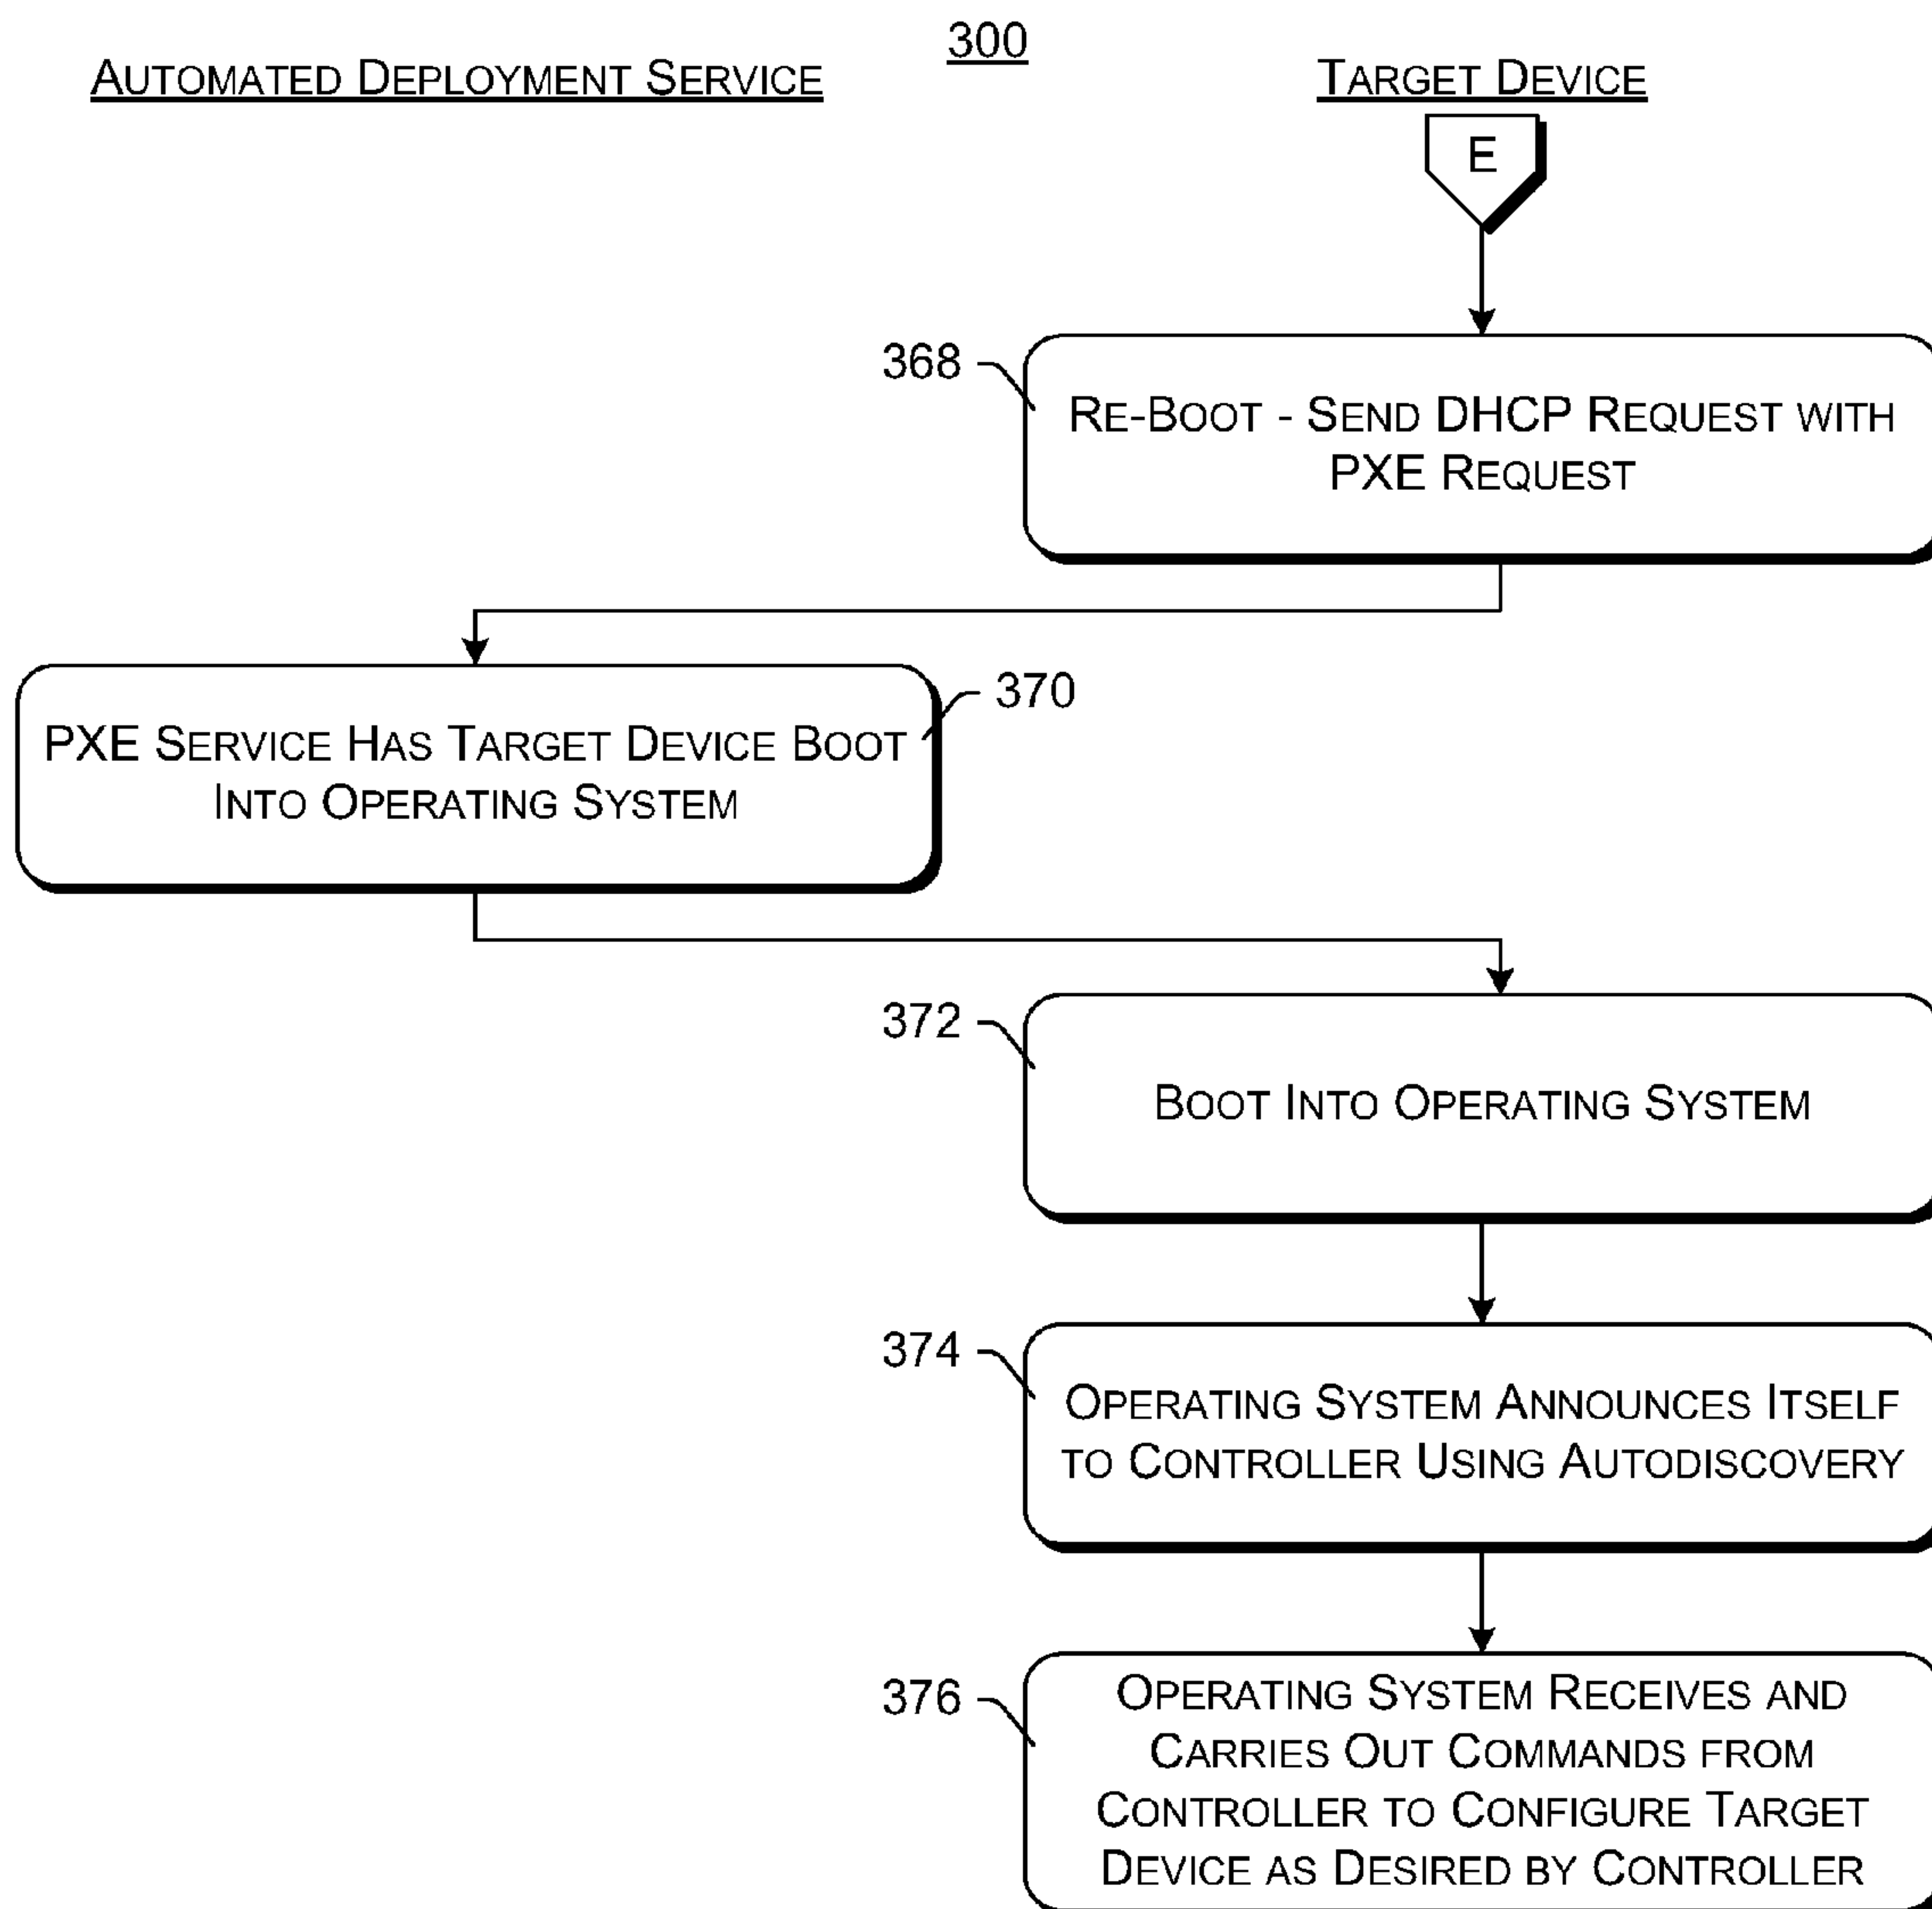 300
AUTOMATED DEPLOYMENT SERVICE
TARGET DEVICE
E
368
RE-BOOT - SEND DHCP REQUEST WITH
PXE REQUEST
370
PXE SERVICE HAS TARGET DEVICE BOOT
INTO OPERATING SYSTEM
372
BOOT INTO OPERATING SYSTEM
374
OPERATING SYSTEM ANNOUNCES ITSELF
TO CONTROLLER USING AUTODISCOVERY
376
OPERATING SYSTEM RECEIVES AND
CARRIES OUT COMMANDS FROM
CONTROLLER TO CONFIGURE TARGET
DEVICE AS DESIRED BY CONTROLLER